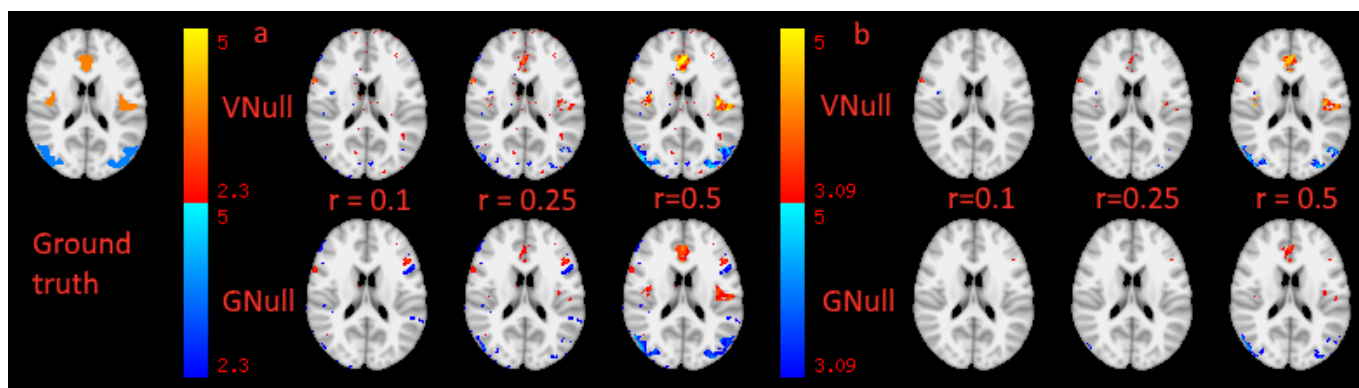 5
a
5
b
VNull
VNull
2.3
3.09
r = 0.1
r = 0.25
r=0.5
r=0.1
r=0.25
r = 0.5
5
5
Ground
truth
GNull
GNull
2.3
3.09